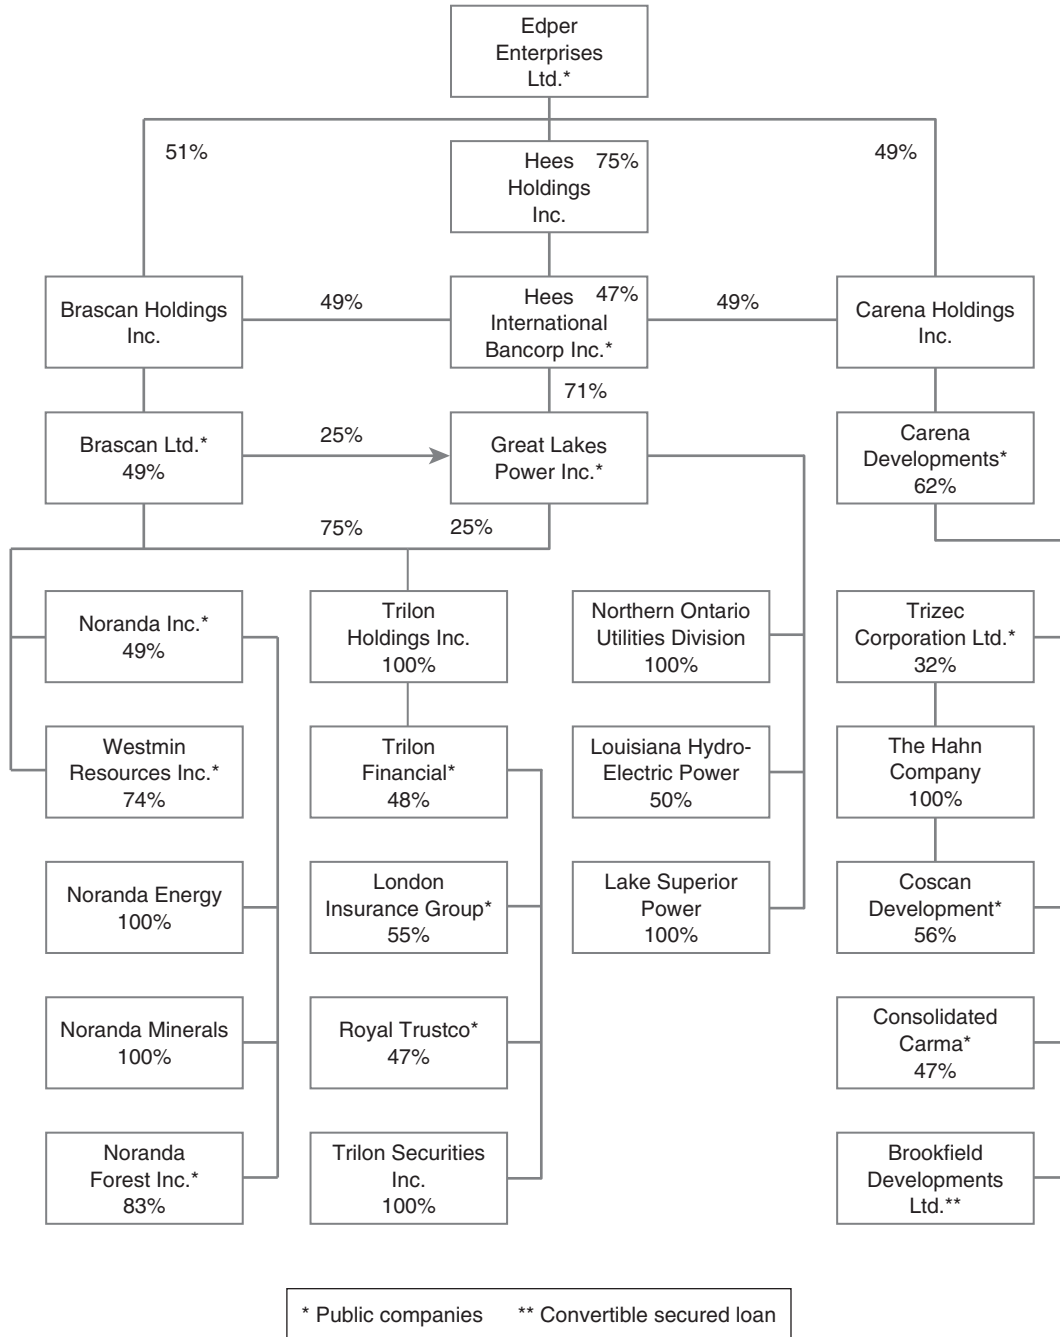 Edper
Enterprises
Ltd.*
51%
Hees 75%
Holdings
Inc.
49%
Brascan Holdings
Inc.
49%
Hees 47%
International
Bancorp Inc.*
49%
Carena Holdings
Inc.
71%
Brascan Ltd.*
49%
25%
Great Lakes
Power Inc.*
Carena
Developments*
62%
75%
25%
Noranda Inc.*
49%
Trilon
Holdings Inc.
100%
Northern Ontario
Utilities Division
100%
Trizec
Corporation Ltd.*
32%
Westmin
Resources Inc.*
74%
Trilon
Financial*
48%
Louisiana Hydro-
Electric Power
50%
The Hahn
Company
100%
Noranda Energy
100%
London
Insurance Group*
55%
Lake Superior
Power
100%
Coscan
Development*
56%
Noranda Minerals
100%
Royal Trustco*
47%
Consolidated
Carma*
47%
Noranda
Forest Inc.*
83%
Trilon Securities
Inc.
100%
Brookfield
Developments
Ltd.**
* Public companies ** Convertible secured loan